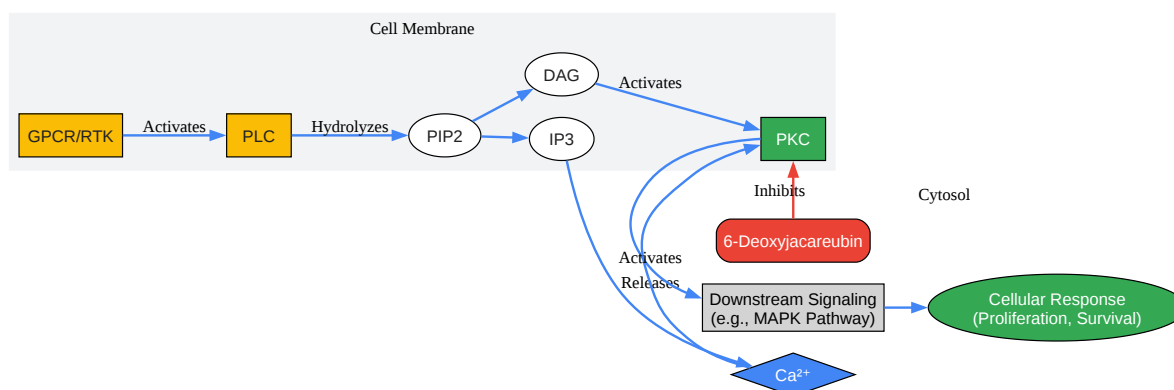 Cell Membrane
DAG
Activates
GPCR/RTK
Activates
PLC
Hydrolyzes
PIP2
IP3
PKC
Inhibits
Cytosol
6-Deoxyjacareubin
Activates
Releases
Downstream Signaling
(e.g., MAPK Pathway)
Cellular Response
(Proliferation, Survival)
Ca²⁺